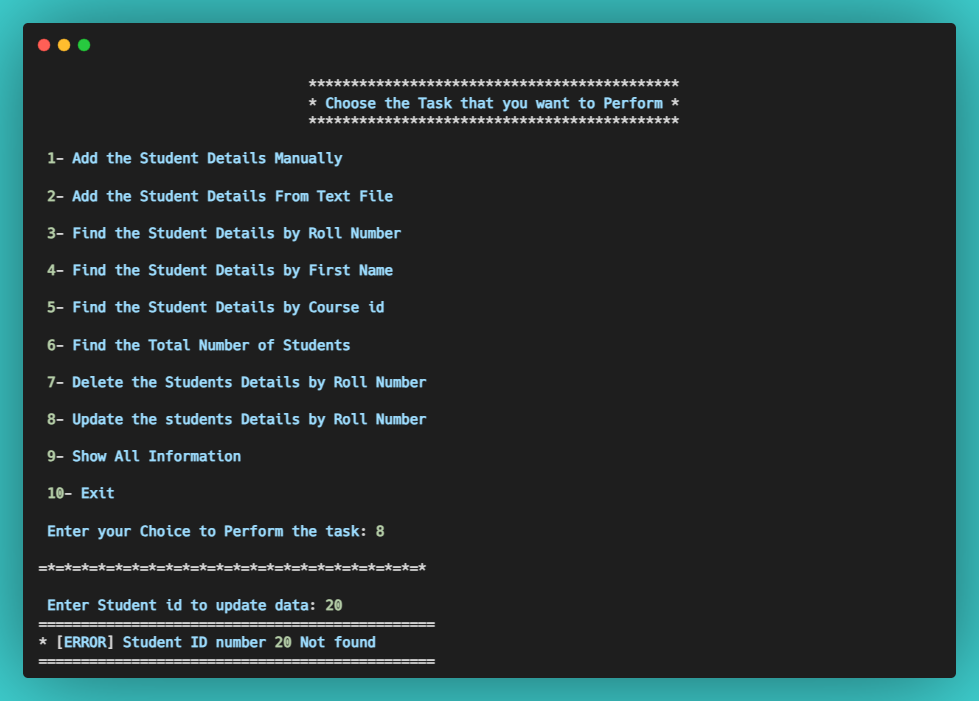 ********************************************
* Choose the Task that you want to Perform *
********************************************
1- Add the Student Details Manually
2- Add the Student Details From Text File
3- Find the Student Details by Roll Number
4- Find the Student Details by First Name
5- Find the Student Details by Course id
6- Find the Total Number of Students
7- Delete the Students Details by Roll Number
8- Update the students Details by Roll Number
9- Show All Information
10- Exit
Enter your Choice to Perform the task: 8
=*=*=*=*=*=*=*=*=*=*=*=*=*=*=*=*=*=*=*=*=*=*=*
Enter Student id to update data: 20
===============================================
* [ERROR] Student ID number 20 Not found
===============================================